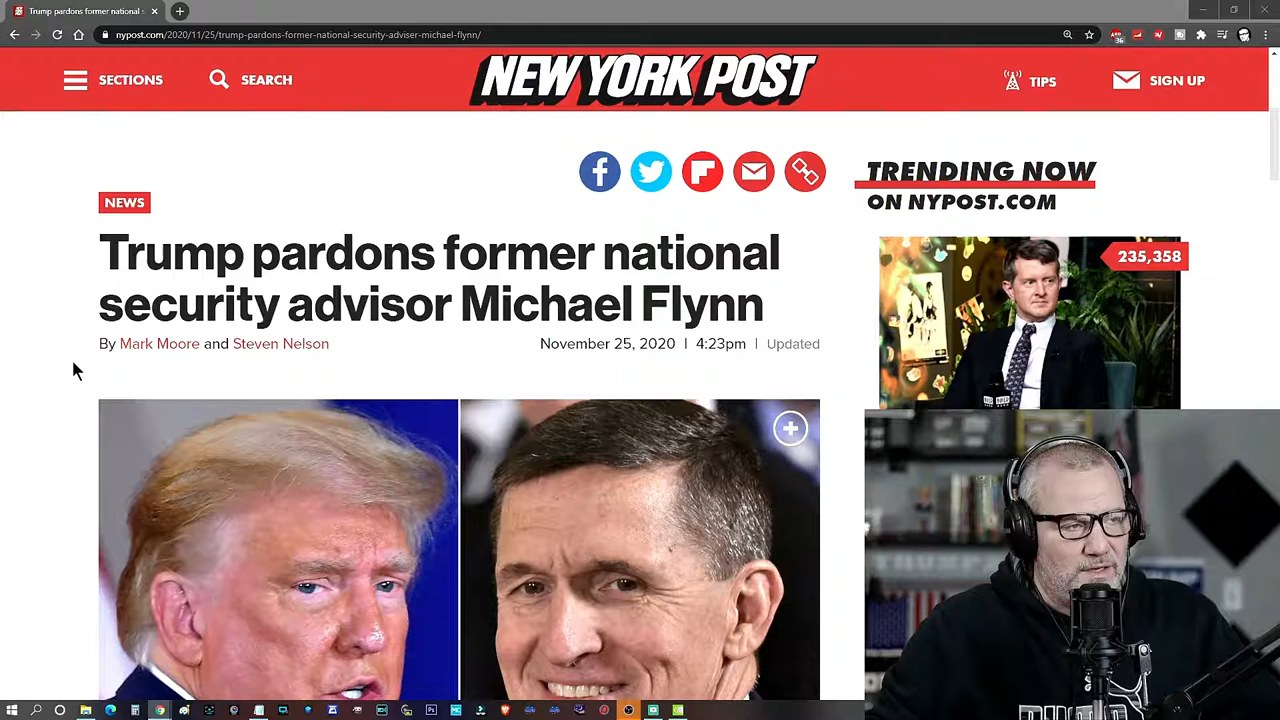 Trump pardons former national s
nypost.com/2020/11/25/trump-pardons-former-national-security-adviser-michael-flynn/
SECTIONS
SEARCH
NEW YORK POST
TIPS
SIGN UP
TRENDING NOW
ON NYPOST.COM
NEWS
235,358
Trump pardons former national
security advisor Michael Flynn
By Mark Moore and Steven Nelson
November 25, 2020 | 4:23pm | Updated